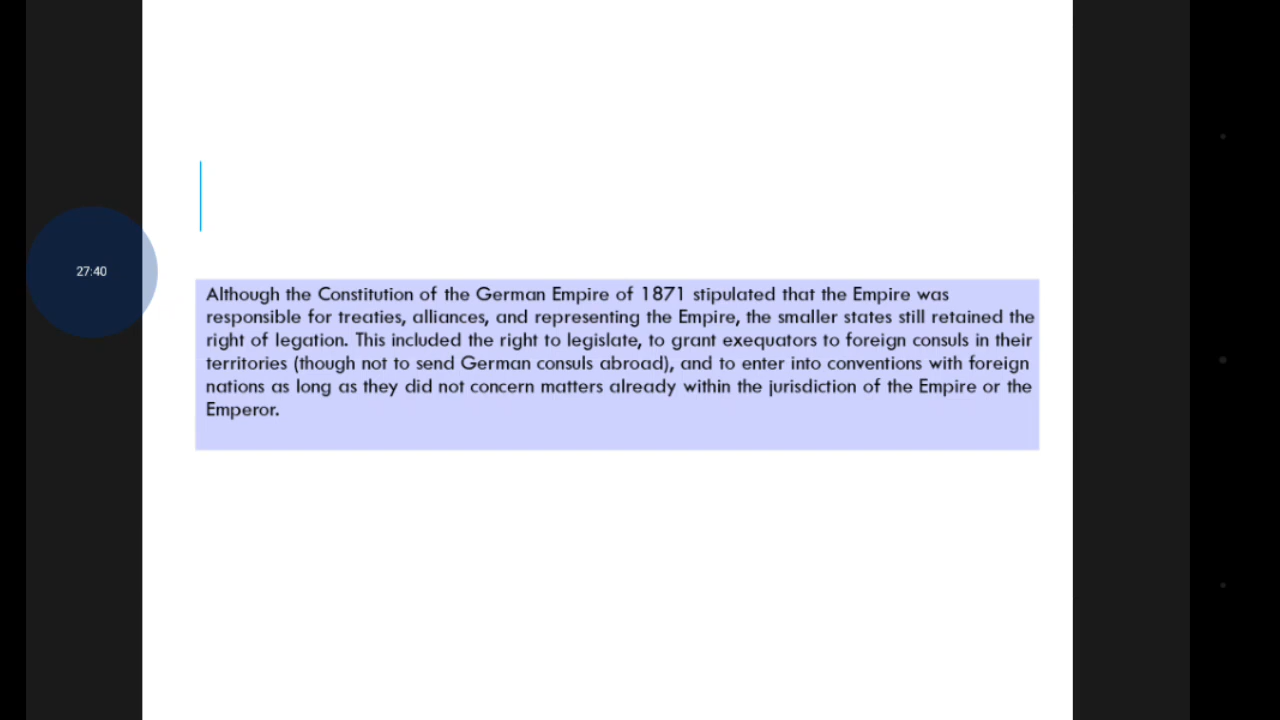 27:40
Although the Constitution of the German Empire of 1871 stipulated that the Empire was
responsible for treaties, alliances, and representing the Empire, the smaller states still retained the
right of legation. This included the right to legislate, to grant exequators to foreign consuls in their
territories (though not to send German consuls abroad), and to enter into conventions with foreign
nations as long as they did not concern matters already within the jurisdiction of the Empire or the
Emperor.